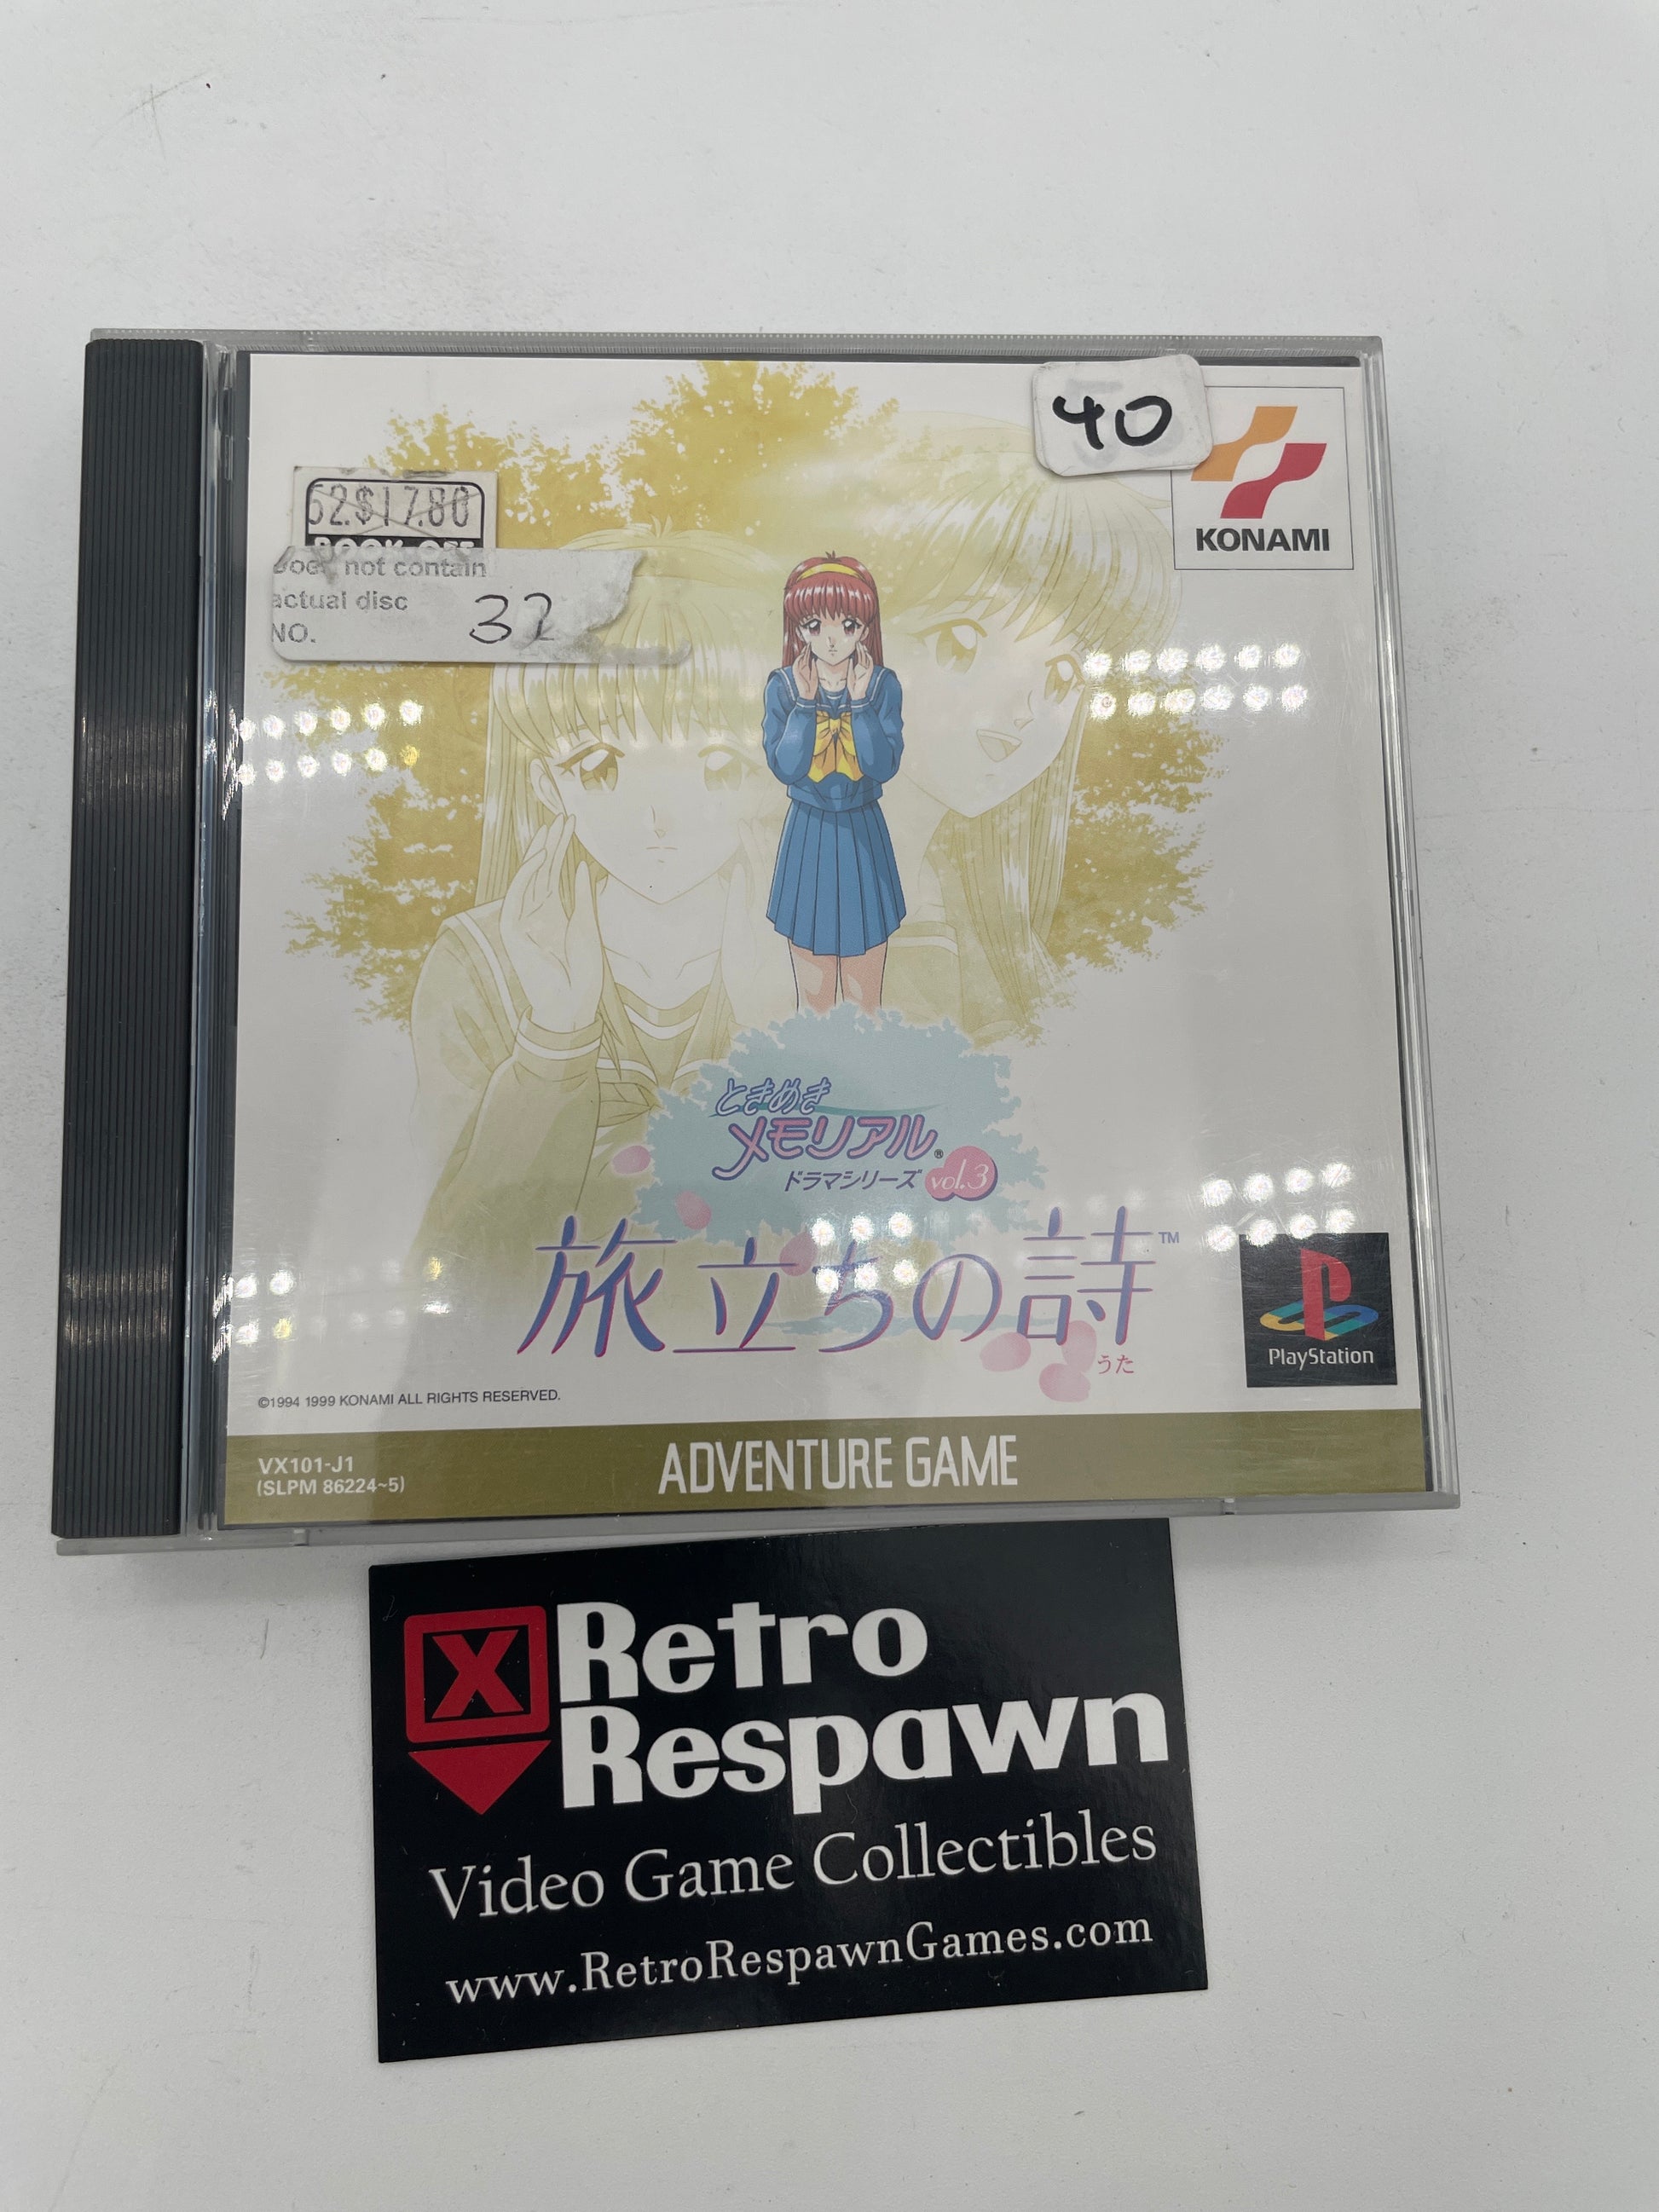 40
KONAMI
52.$17.80
BOOK OFF
Does not contain
actual disc
NO. 32
ときめき
メモリアル®
ドラマシリーズ vol.3
旅立ちの詩™
うた
PlayStation
©1994 1999 KONAMI ALL RIGHTS RESERVED.
VX101-J1
(SLPM 86224~5)
ADVENTURE GAME
X Retro
Respawn
Video Game Collectibles
www.RetroRespawnGames.com